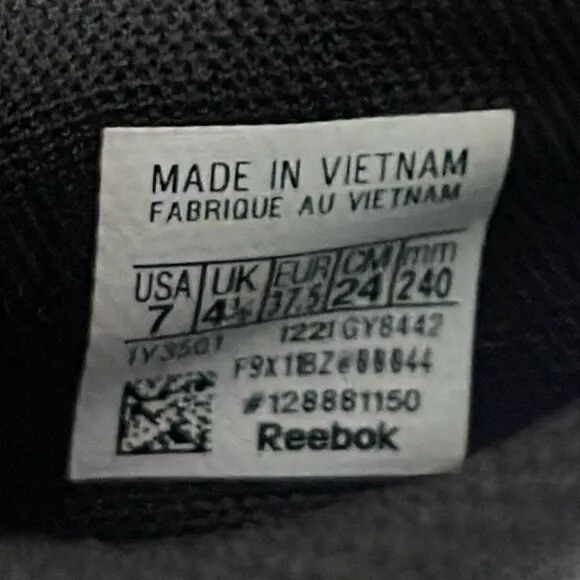 MADE IN VIETNAM
FABRIQUE AU VIETNAM
USA UK EUR CM mm
7 4½ 37.5 24 240
1Y3501 1221 GY8442
#128881150
Reebok